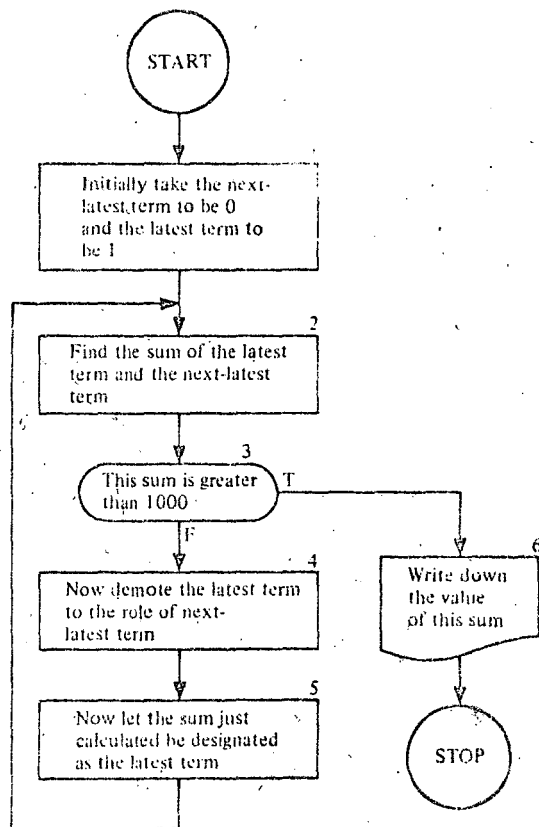 START
Initially take the next-
latest term to be 0
and the latest term to
be 1
2
Find the sum of the latest
term and the next-latest
term
3
This sum is greater
than 1000
T
F
4
Now demote the latest term
to the role of next-
latest term
5
Now let the sum just
calculated be designated
as the latest term
6
Write down
the value
of this sum
STOP